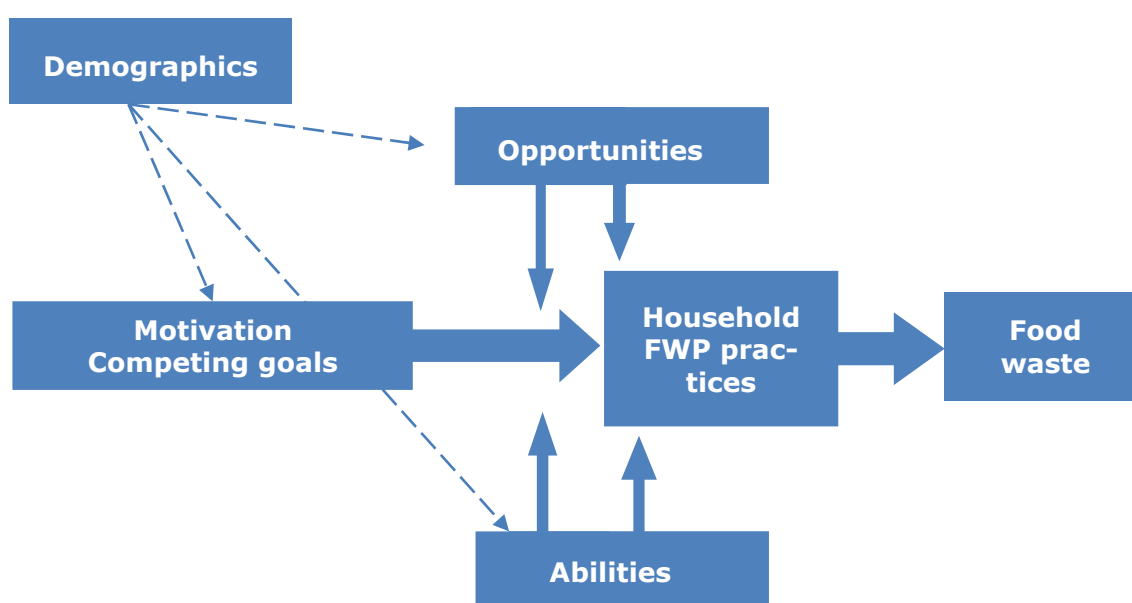 Demographics
Opportunities
Motivation
Competing goals
Household
FWP prac-
tices
Food
waste
Abilities